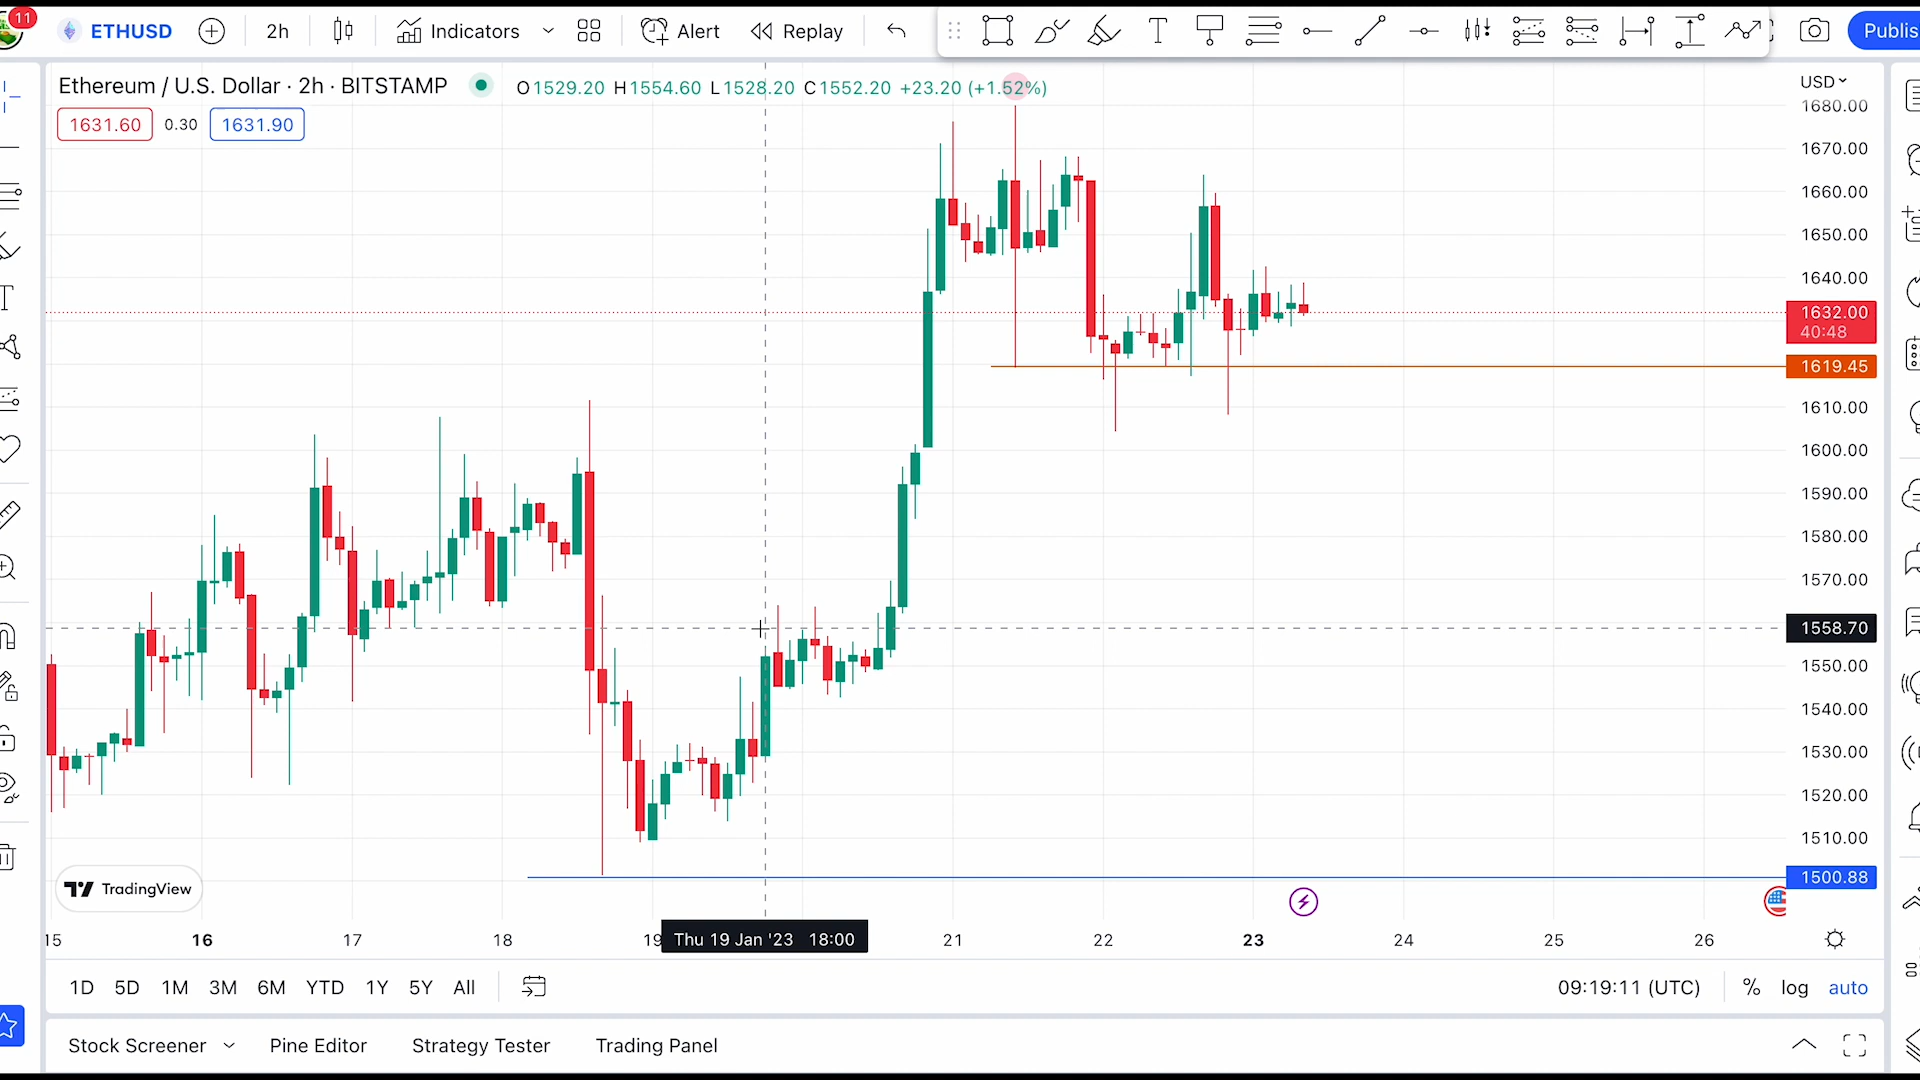 11
ETHUSD
2h
Indicators
Alert
Replay
Publis
Ethereum / U.S. Dollar · 2h · BITSTAMP
O1529.20 H1554.60 L1528.20 C1552.20 +23.20 (+1.52%)
USD
1631.60
0.30
1631.90
1680.00
1670.00
1660.00
1650.00
1640.00
1632.00
40:48
1619.45
1610.00
1600.00
1590.00
1580.00
1570.00
1558.70
1550.00
1540.00
1530.00
1520.00
1510.00
1500.88
TradingView
15
16
17
18
19
Thu 19 Jan '23 18:00
21
22
23
24
25
26
1D
5D
1M
3M
6M
YTD
1Y
5Y
All
09:19:11 (UTC)
%
log
auto
Stock Screener
Pine Editor
Strategy Tester
Trading Panel